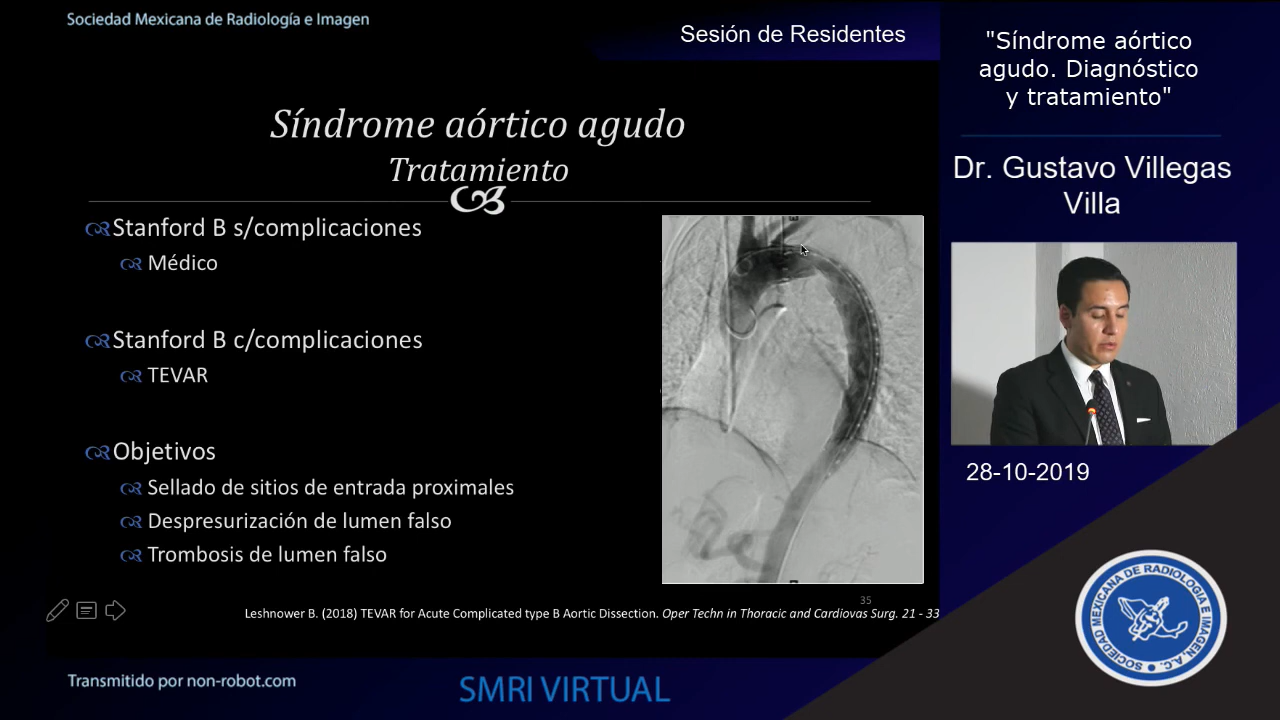 Sociedad Mexicana de Radiología e Imagen
Sesión de Residentes
"Síndrome aórtico
agudo. Diagnóstico
y tratamiento"
Dr. Gustavo Villegas
Villa
28-10-2019
Síndrome aórtico agudo
Tratamiento
Stanford B s/complicaciones
Médico
Stanford B c/complicaciones
TEVAR
Objetivos
Sellado de sitios de entrada proximales
Despresurización de lumen falso
Trombosis de lumen falso
35
Leshnower B. (2018) TEVAR for Acute Complicated type B Aortic Dissection. Oper Techn in Thoracic and Cardiovas Surg. 21 - 33
Transmitido por non-robot.com
SMRI VIRTUAL
SOCIEDAD MEXICANA DE RADIOLOGIA E IMAGEN, A.C.